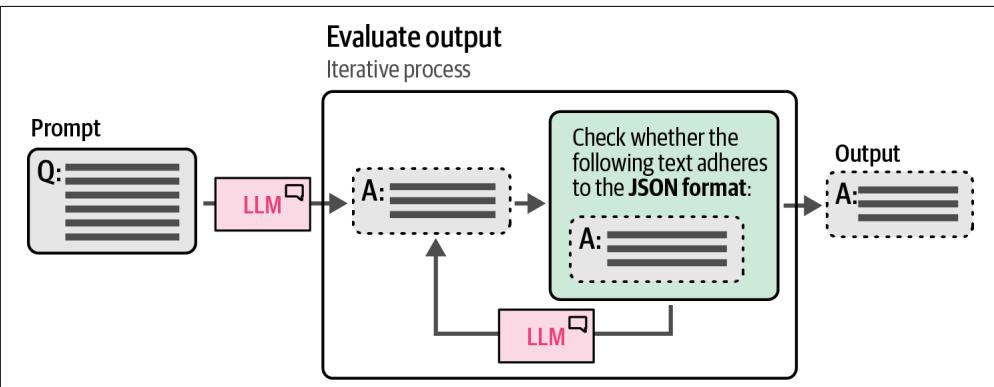 Evaluate output
Iterative process
Prompt
Q:
LLM
A:
Check whether the
following text adheres
to the JSON format:
A:
LLM
Output
A: